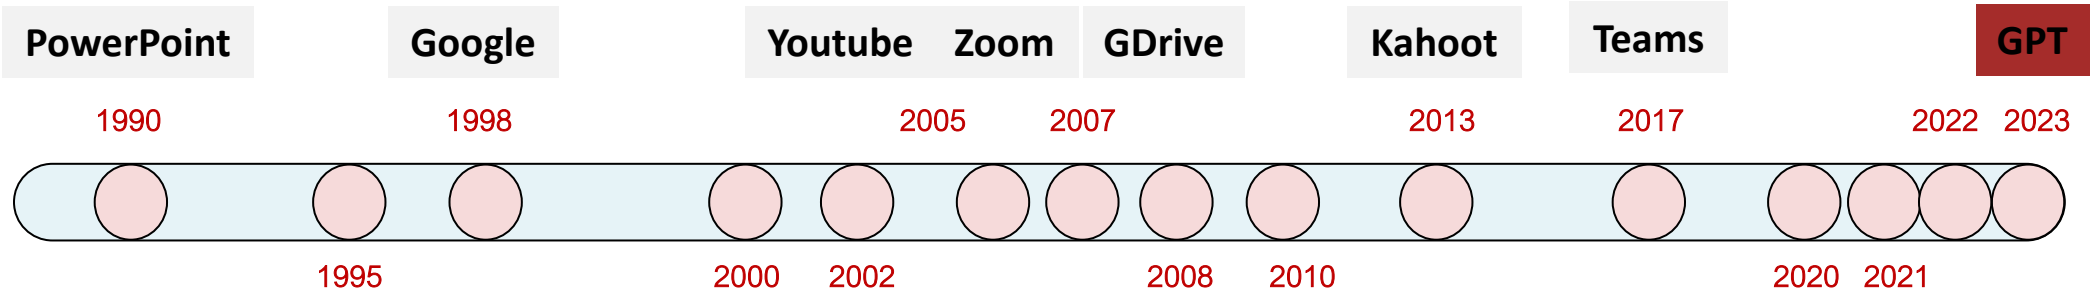 PowerPoint Google Youtube Zoom GDrive Kahoot Teams GPT
1990 1998 2005 2007 2013 2017 2022 2023
1995 2000 2002 2008 2010 2020 2021